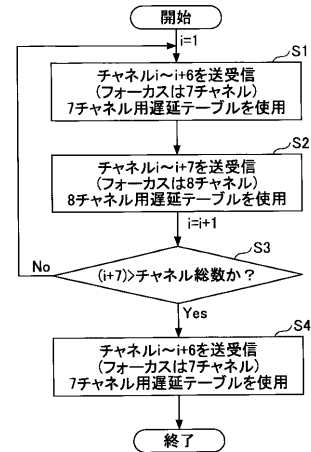 開始
i=1
S1
チャネルi～i+6を送受信
(フォーカスは7チャネル)
7チャネル用遅延テーブルを使用
S2
チャネルi～i+7を送受信
(フォーカスは8チャネル)
8チャネル用遅延テーブルを使用
i=i+1
S3
No
(i+7)>チャネル総数か?
Yes
S4
チャネルi～i+6を送受信
(フォーカスは7チャネル)
7チャネル用遅延テーブルを使用
終了